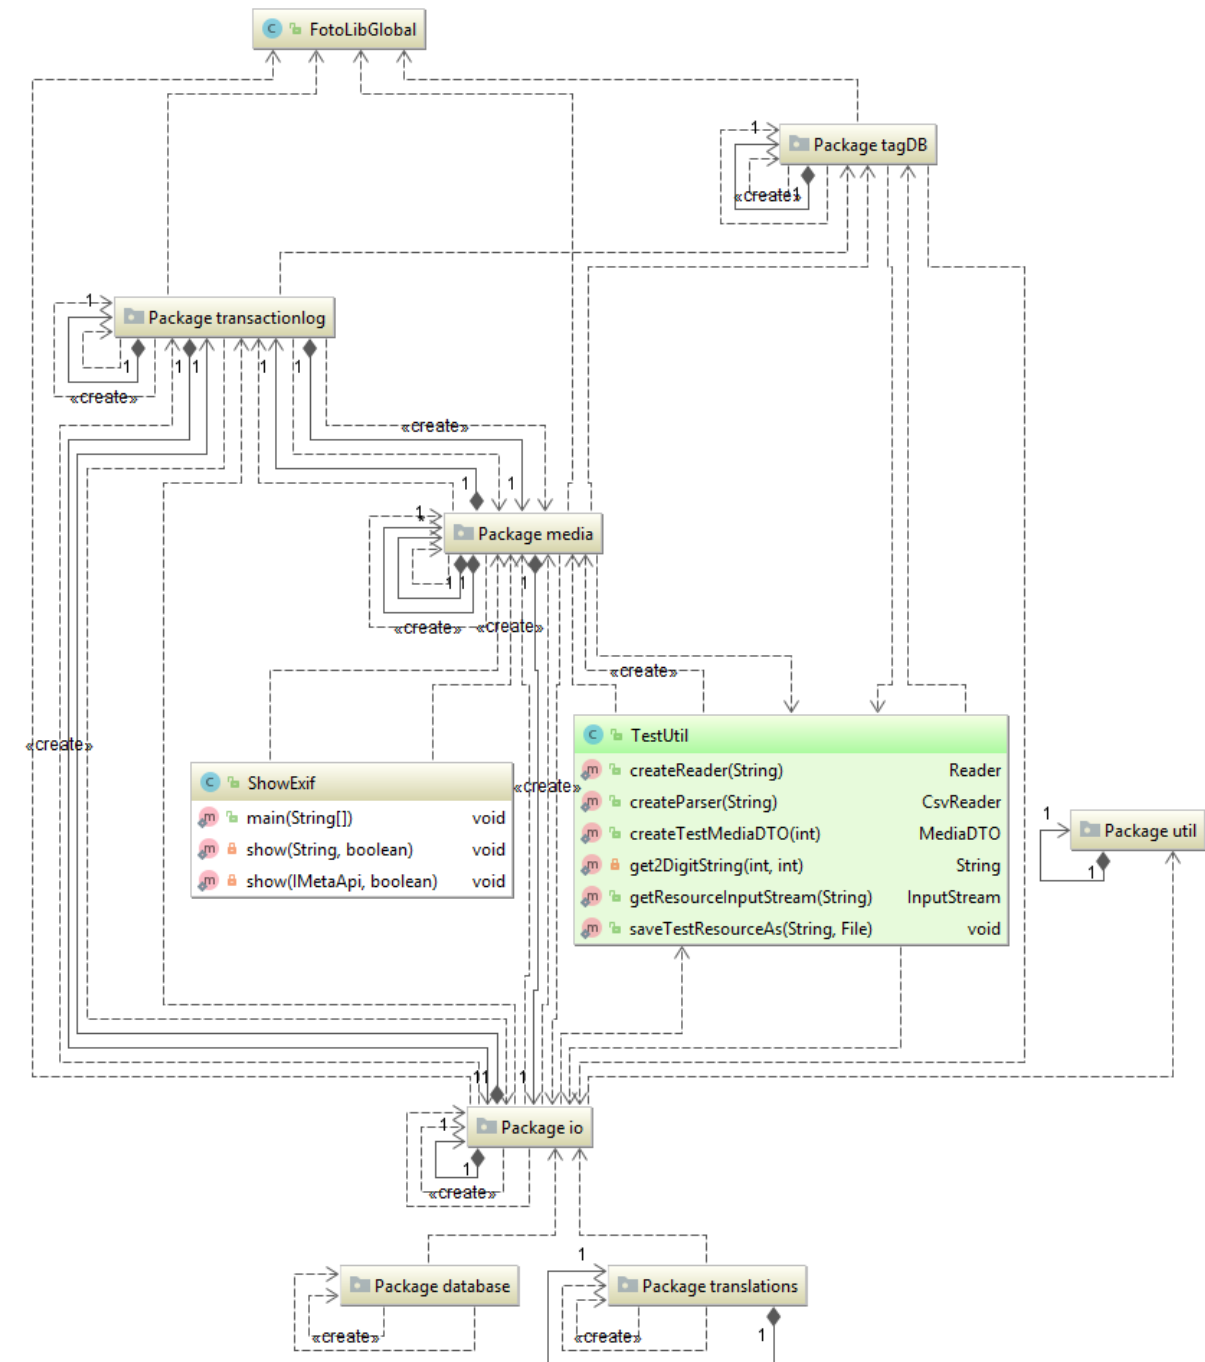 C FotoLibGlobal
1
Package tagDB
«create»
1
1
Package transactionlog
1
1
1
1
1
«create»
«create»
1
1
1
*
Package media
1
1
1
«create»
«create»
«create»
C TestUtil
m createReader(String) Reader
m createParser(String) CsvReader
m createTestMediaDTO(int) MediaDTO
m get2DigitString(int, int) String
m getResourceInputStream(String) InputStream
m saveTestResourceAs(String, File) void
«create»
C ShowExif
m main(String[]) void
m show(String, boolean) void
m show(IMetaApi, boolean) void
«create»
1
Package util
1
1
1
1
1
Package io
1
«create»
1
Package database
Package translations
«create»
«create»
1